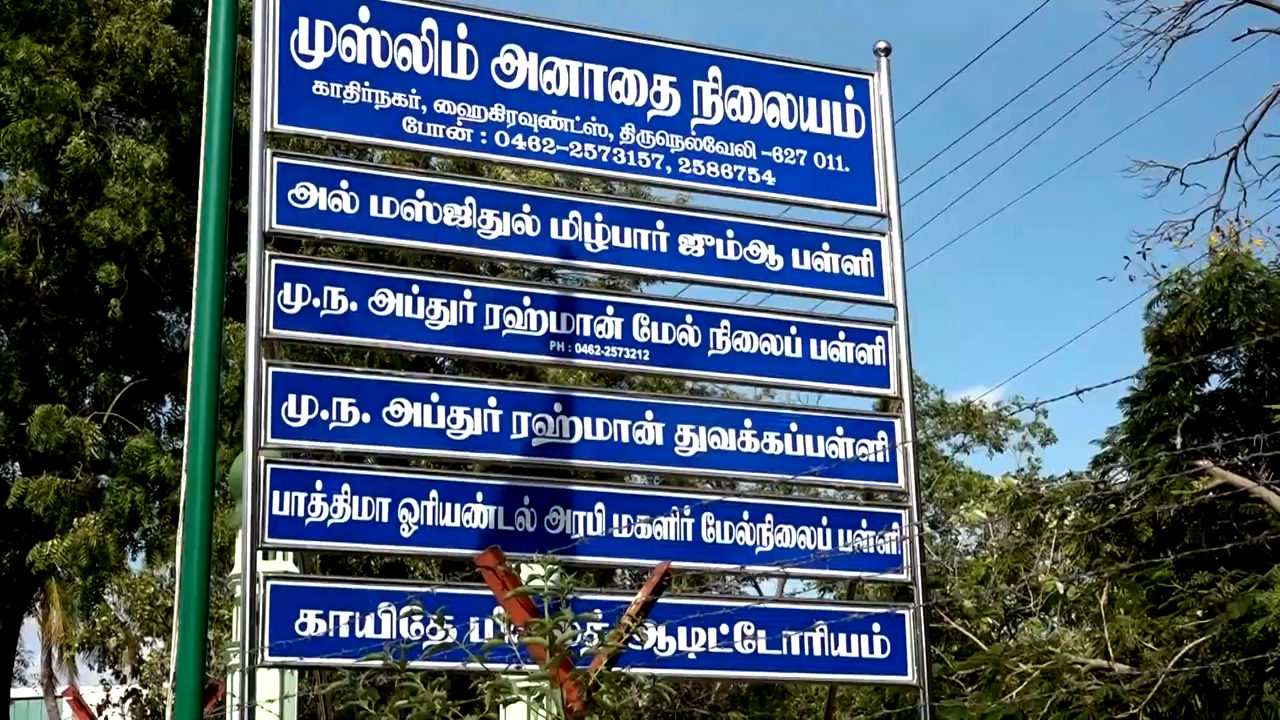 முஸ்லிம் அனாதை நிலையம்
காதிர்நகர், ஹைகிரவுண்ட்ஸ், திருநெல்வேலி -627 011.
போன் : 0462-2573157, 2586754
அல் மஸ்ஜிதுல் மிழ்பார் ஜும்ஆ பள்ளி
மு.ந. அப்துர் ரஹ்மான் மேல் நிலைப் பள்ளி
PH : 0462-2573212
மு.ந. அப்துர் ரஹ்மான் துவக்கப்பள்ளி
பாத்திமா ஓரியண்டல் அரபி மகளிர் மேல்நிலைப் பள்ளி
காயிதே ஆடிட்டோரியம்